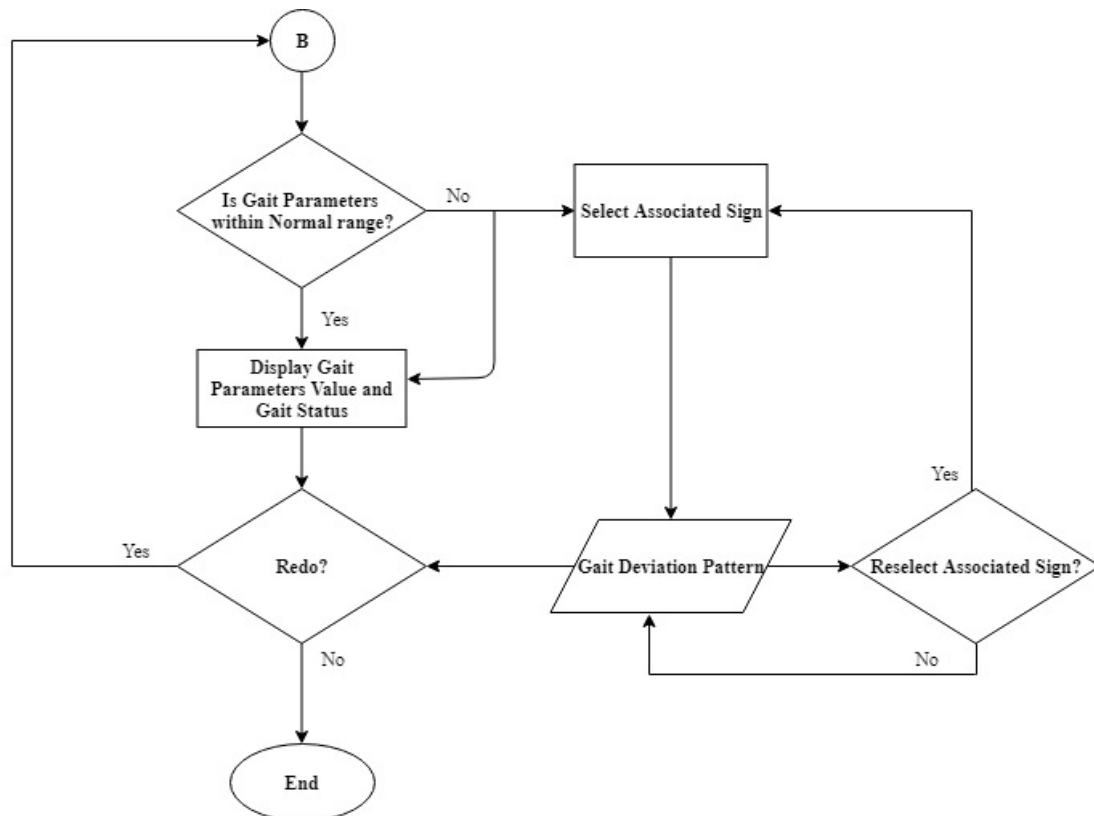 B
Is Gait Parameters
within Normal range?
No
Select Associated Sign
Yes
Display Gait
Parameters Value and
Gait Status
Yes
Redo?
Gait Deviation Pattern
Yes
Reselect Associated Sign?
No
No
End